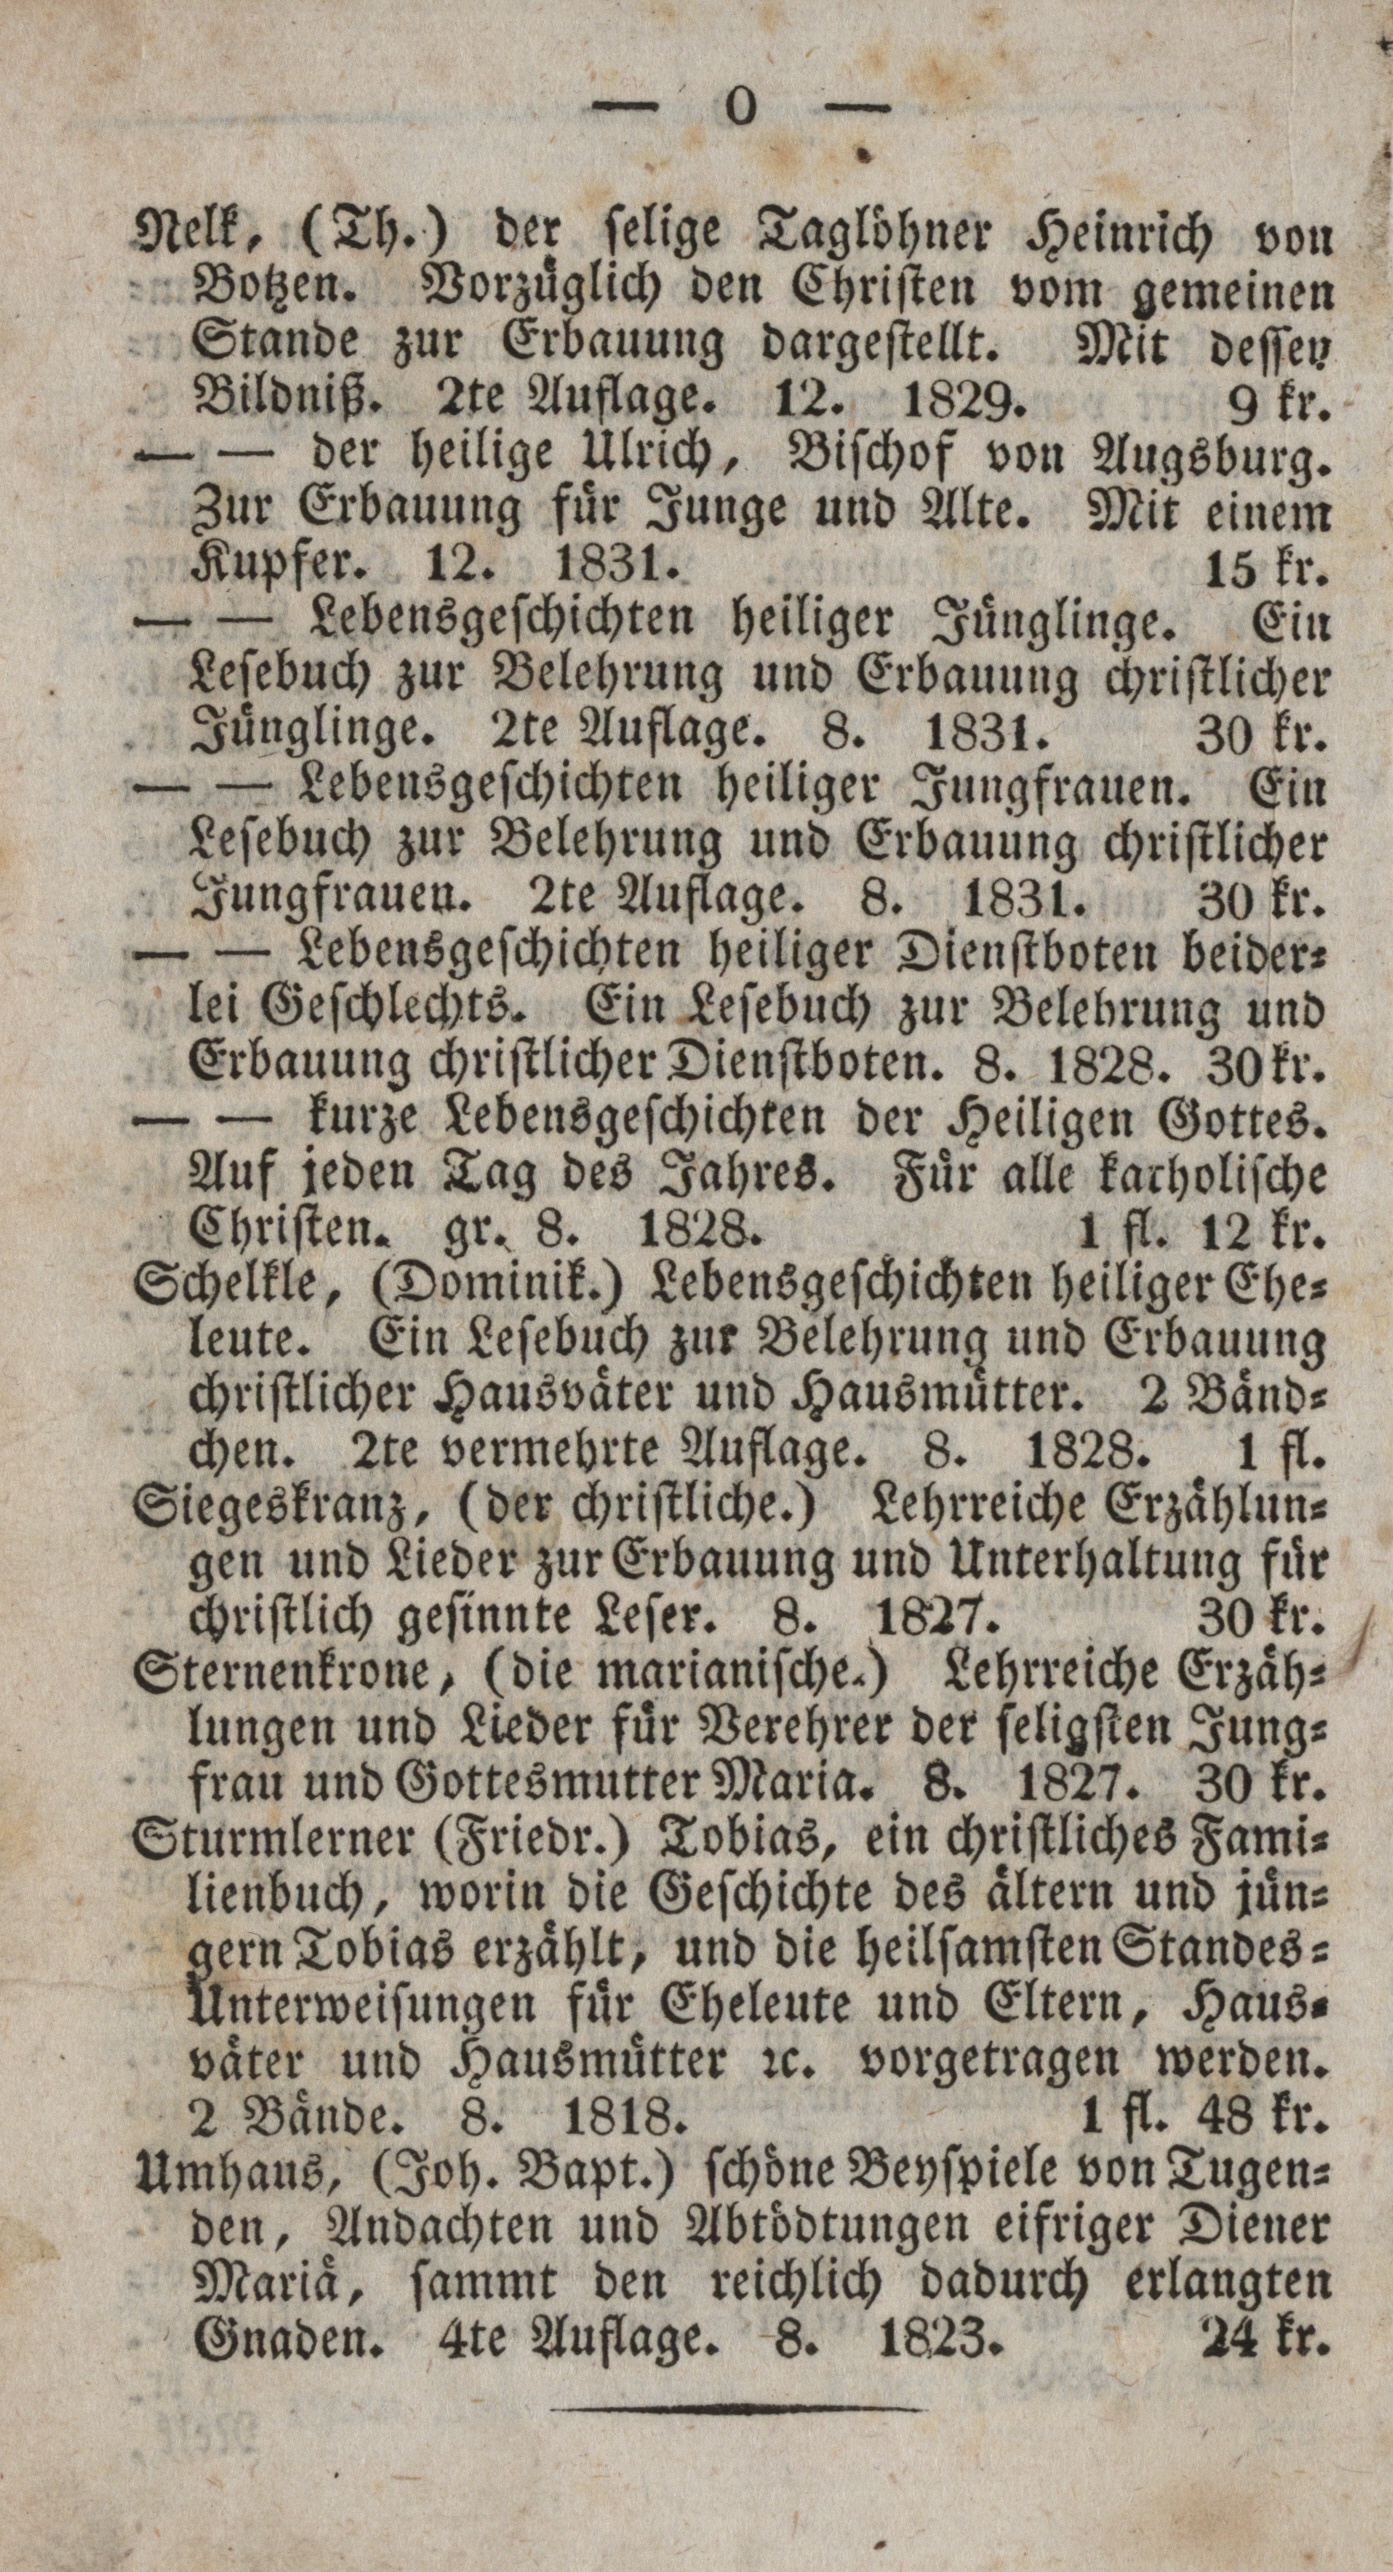 — 0 —
Nelk, (Th.) der selige Taglöhner Heinrich von
Botzen. Vorzüglich den Christen vom gemeinen
Stande zur Erbauung dargestellt. Mit dessen
Bildniß. 2te Auflage. 12. 1829. 9 kr.
— — der heilige Ulrich, Bischof von Augsburg.
Zur Erbauung für Junge und Alte. Mit einem
Kupfer. 12. 1831. 15 kr.
— — Lebensgeschichten heiliger Jünglinge. Ein
Lesebuch zur Belehrung und Erbauung christlicher
Jünglinge. 2te Auflage. 8. 1831. 30 kr.
— — Lebensgeschichten heiliger Jungfrauen. Ein
Lesebuch zur Belehrung und Erbauung christlicher
Jungfrauen. 2te Auflage. 8. 1831. 30 kr.
— — Lebensgeschichten heiliger Dienstboten beider-
lei Geschlechts. Ein Lesebuch zur Belehrung und
Erbauung christlicher Dienstboten. 8. 1828. 30 kr.
— — kurze Lebensgeschichten der Heiligen Gottes.
Auf jeden Tag des Jahres. Für alle katholische
Christen. gr. 8. 1828. 1 fl. 12 kr.
Schelkle, (Dominik.) Lebensgeschichten heiliger Ehe-
leute. Ein Lesebuch zur Belehrung und Erbauung
christlicher Hausväter und Hausmütter. 2 Bänd-
chen. 2te vermehrte Auflage. 8. 1828. 1 fl.
Siegeskranz, (der christliche.) Lehrreiche Erzählun-
gen und Lieder zur Erbauung und Unterhaltung für
christlich gesinnte Leser. 8. 1827. 30 kr.
Sternenkrone, (die marianische.) Lehrreiche Erzäh-
lungen und Lieder für Verehrer der seligsten Jung-
frau und Gottesmutter Maria. 8. 1827. 30 kr.
Sturmlerner (Friedr.) Tobias, ein christliches Fami-
lienbuch, worin die Geschichte des ältern und jün-
gern Tobias erzählt, und die heilsamsten Standes-
Unterweisungen für Eheleute und Eltern, Haus-
väter und Hausmütter ꝛc. vorgetragen werden.
2 Bände. 8. 1818. 1 fl. 48 kr.
Umhaus, (Joh. Bapt.) schöne Beyspiele von Tugen-
den, Andachten und Abtödtungen eifriger Diener
Mariä, sammt den reichlich dadurch erlangten
Gnaden. 4te Auflage. 8. 1823. 24 kr.